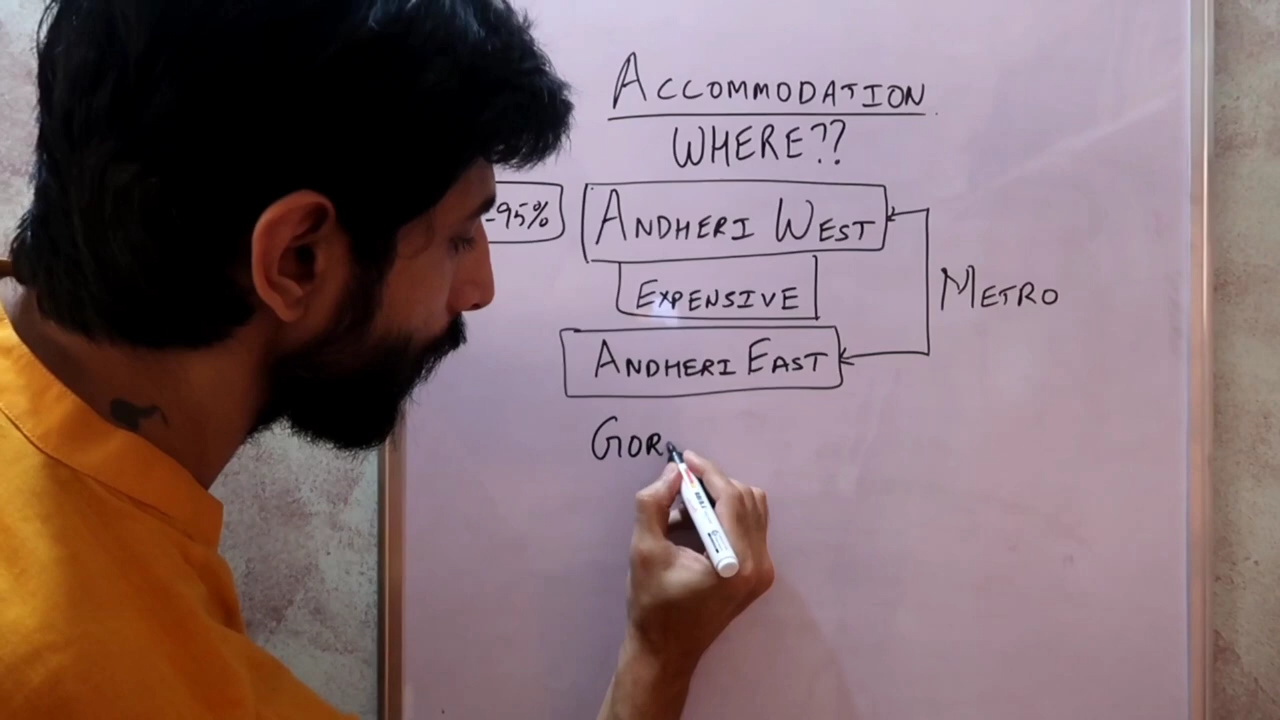 ACCOMMODATION
WHERE??
-95%
ANDHERI WEST
EXPENSIVE
METRO
ANDHERI EAST
GOR